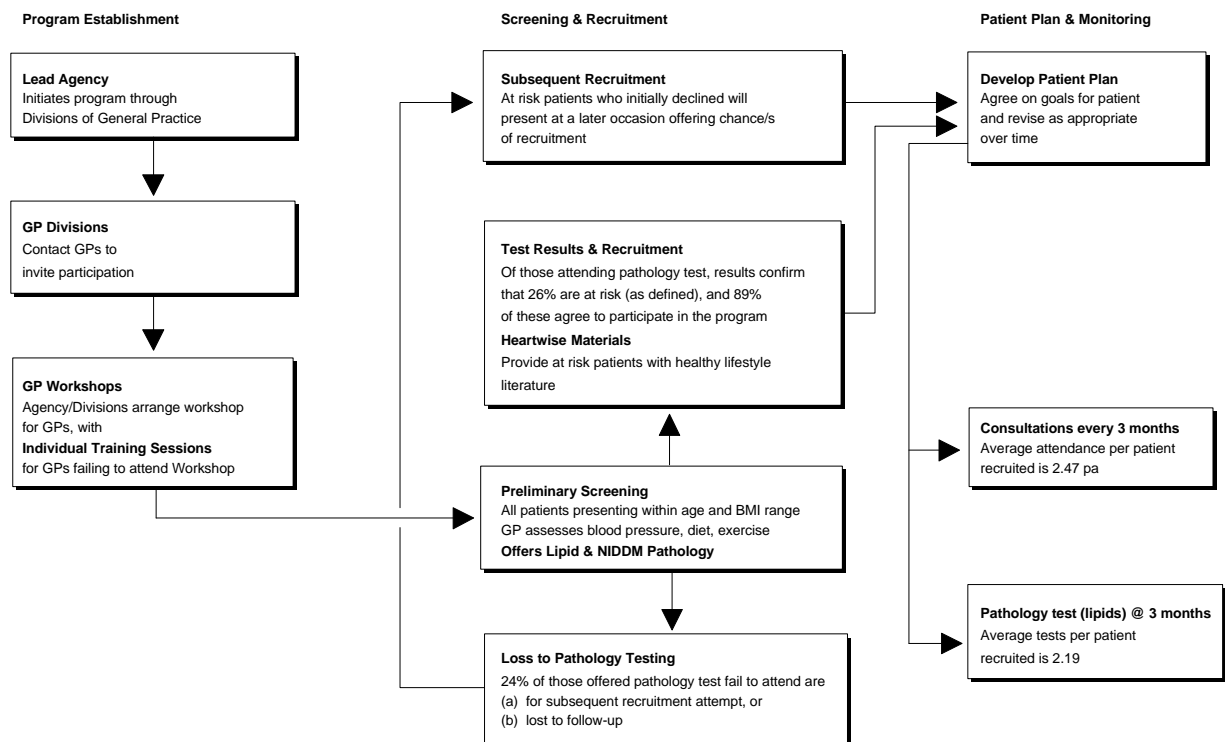 Program Establishment
Lead Agency
Initiates program through
Divisions of General Practice
GP Divisions
Contact GPs to
invite participation
GP Workshops
Agency/Divisions arrange workshop
for GPs, with
Individual Training Sessions
for GPs failing to attend Workshop
Screening & Recruitment
Subsequent Recruitment
At risk patients who initially declined will
present at a later occasion offering chance/s
of recruitment
Test Results & Recruitment
Of those attending pathology test, results confirm
that 26% are at risk (as defined), and 89%
of these agree to participate in the program
Heartwise Materials
Provide at risk patients with healthy lifestyle
literature
Preliminary Screening
All patients presenting within age and BMI range
GP assesses blood pressure, diet, exercise
Offers Lipid & NIDDM Pathology
Loss to Pathology Testing
24% of those offered pathology test fail to attend are
(a) for subsequent recruitment attempt, or
(b) lost to follow-up
Patient Plan & Monitoring
Develop Patient Plan
Agree on goals for patient
and revise as appropriate
over time
Consultations every 3 months
Average attendance per patient
recruited is 2.47 pa
Pathology test (lipids) @ 3 months
Average tests per patient
recruited is 2.19